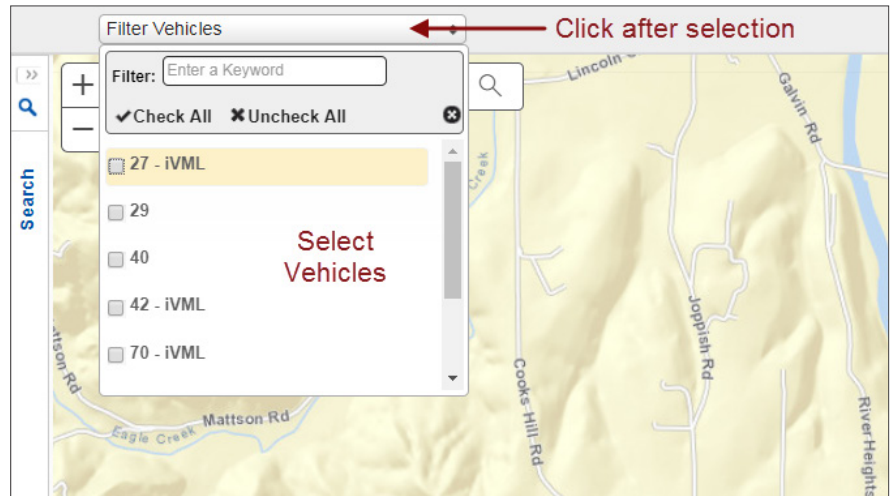 Filter Vehicles
Click after selection
Filter: Enter a Keyword
✔Check All ✖Uncheck All
Search
27 - iVML
29
40
42 - iVML
70 - iVML
Select
Vehicles
Lincoln
Galvin Rd
Creek
Joppish Rd
Cooks Hill Rd
River Heights
ttson Rd
Mattson Rd
Eagle Creek